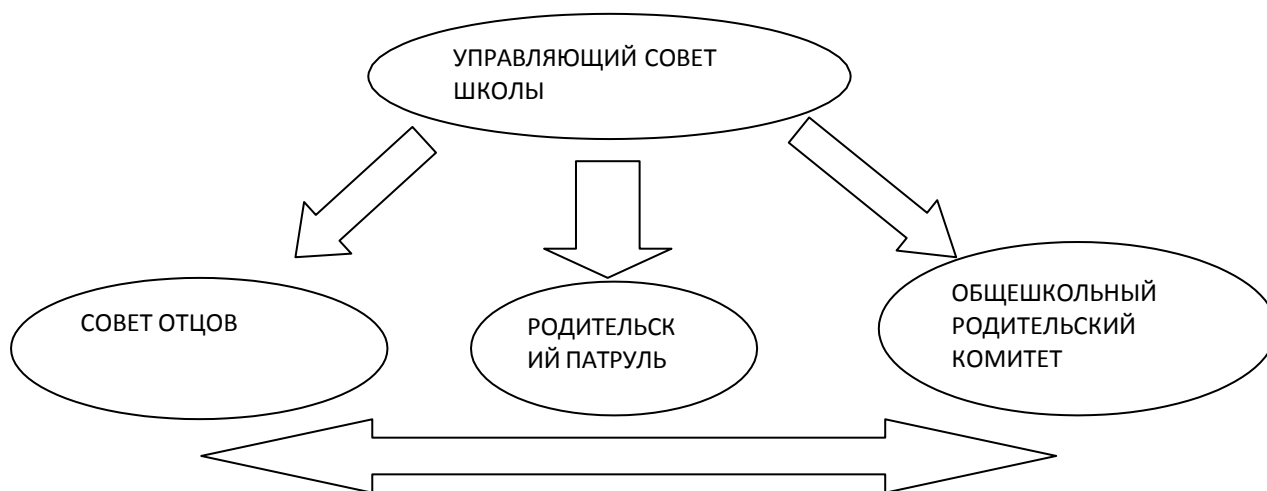 УПРАВЛЯЮЩИЙ СОВЕТ
ШКОЛЫ
СОВЕТ ОТЦОВ
РОДИТЕЛЬСК
ИЙ ПАТРУЛЬ
ОБЩЕШКОЛЬНЫЙ
РОДИТЕЛЬСКИЙ
КОМИТЕТ